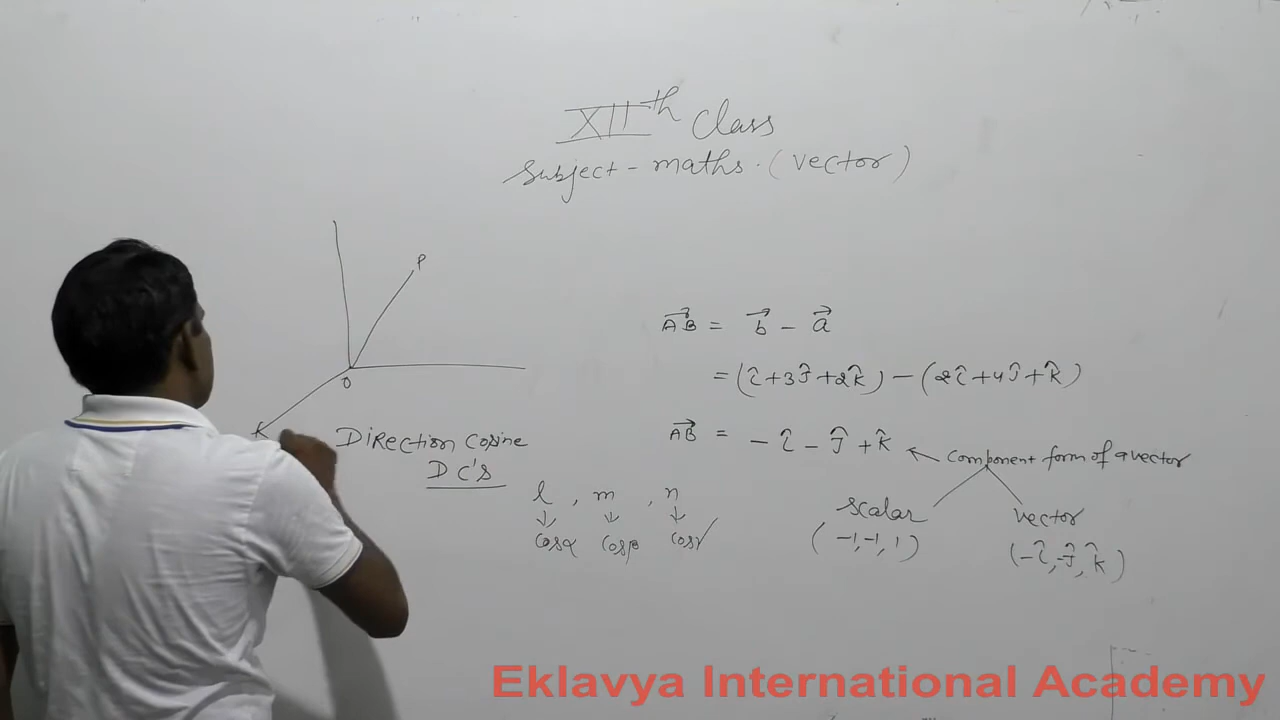 XIIth Class
Subject - maths. (vector)
P
O
K
Direction Cosine
DC's
l, m, n
↓ ↓ ↓
cosα cosβ cosγ
AB⃗ = b⃗ - a⃗
= (î+3ĵ+2k̂) - (2î+4ĵ+k̂)
AB⃗ = -î - ĵ + k̂ ← Component form of a vector
scalar vector
(-1,-1,1) (-î,-ĵ,k̂)
Eklavya International Academy